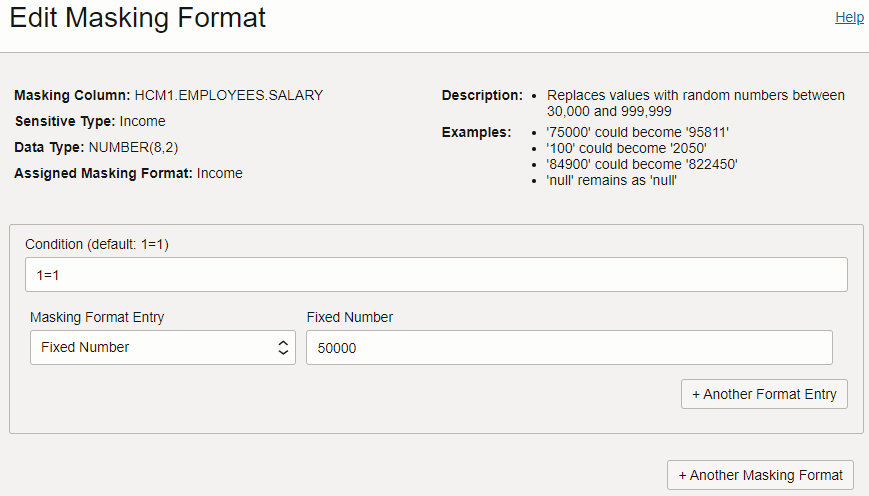 Edit Masking Format
Help
Masking Column: HCM1.EMPLOYEES.SALARY
Sensitive Type: Income
Data Type: NUMBER(8,2)
Assigned Masking Format: Income
Description: • Replaces values with random numbers between
30,000 and 999,999
Examples: • '75000' could become '95811'
• '100' could become '2050'
• '84900' could become '822450'
• 'null' remains as 'null'
Condition (default: 1=1)
1=1
Masking Format Entry
Fixed Number
Fixed Number
50000
+ Another Format Entry
+ Another Masking Format